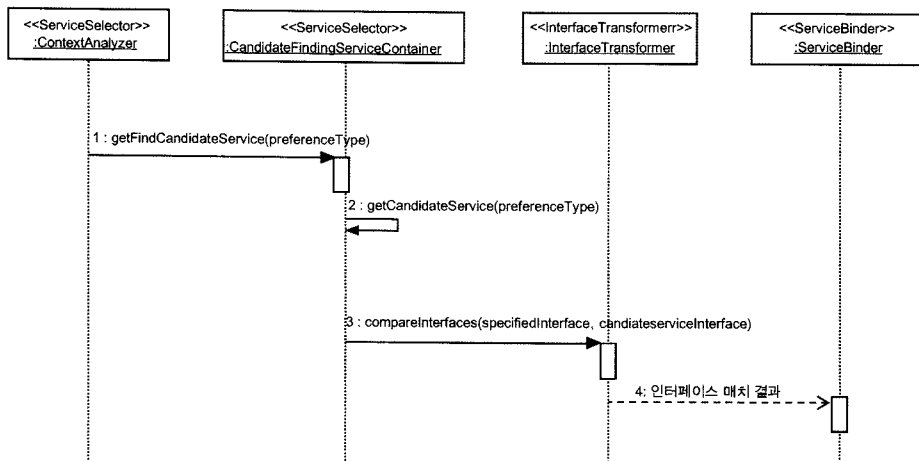 <<ServiceSelector>>
:ContextAnalyzer
<<ServiceSelector>>
:CandidateFindingServiceContainer
<<InterfaceTransformerr>>
:InterfaceTransformer
<<ServiceBinder>>
:ServiceBinder
1 : getFindCandidateService(preferenceType)
2 : getCandidateService(preferenceType)
3 : compareInterfaces(specifiedInterface, candiateserviceInterface)
4: 인터페이스 매치 결과